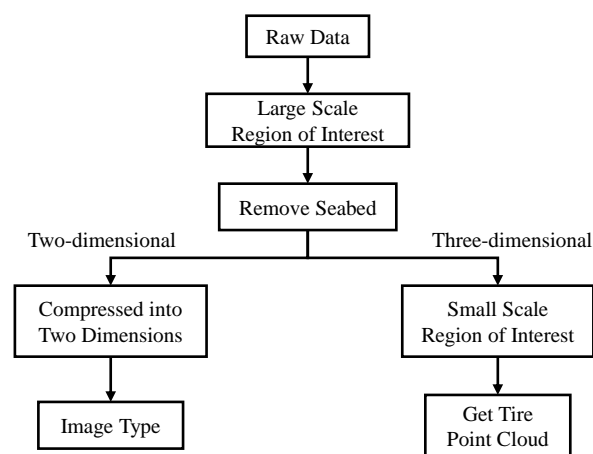 Raw Data
Large Scale
Region of Interest
Remove Seabed
Two-dimensional
Three-dimensional
Compressed into
Two Dimensions
Small Scale
Region of Interest
Image Type
Get Tire
Point Cloud